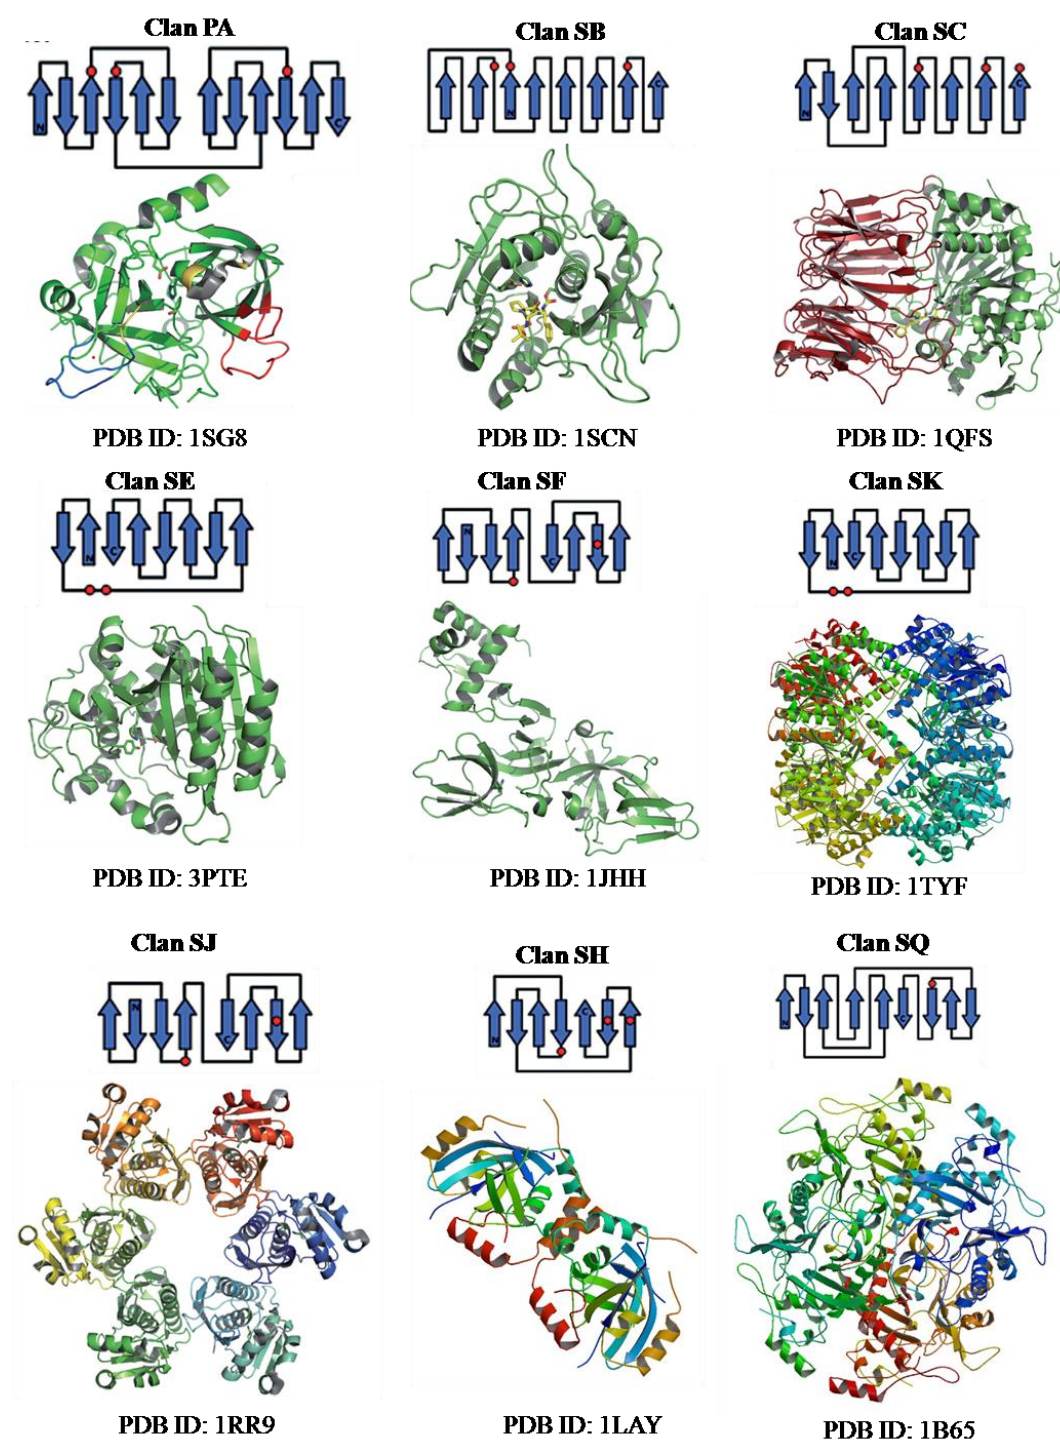 Clan PA
Clan SB
Clan SC
N
C
N
C
N
C
PDB ID: 1SG8
PDB ID: 1SCN
PDB ID: 1QFS
Clan SE
Clan SF
Clan SK
N
C
N
C
N
C
PDB ID: 3PTE
PDB ID: 1JHH
PDB ID: 1TYF
Clan SJ
Clan SH
Clan SQ
N
C
N
C
N
C
PDB ID: 1RR9
PDB ID: 1LAY
PDB ID: 1B65